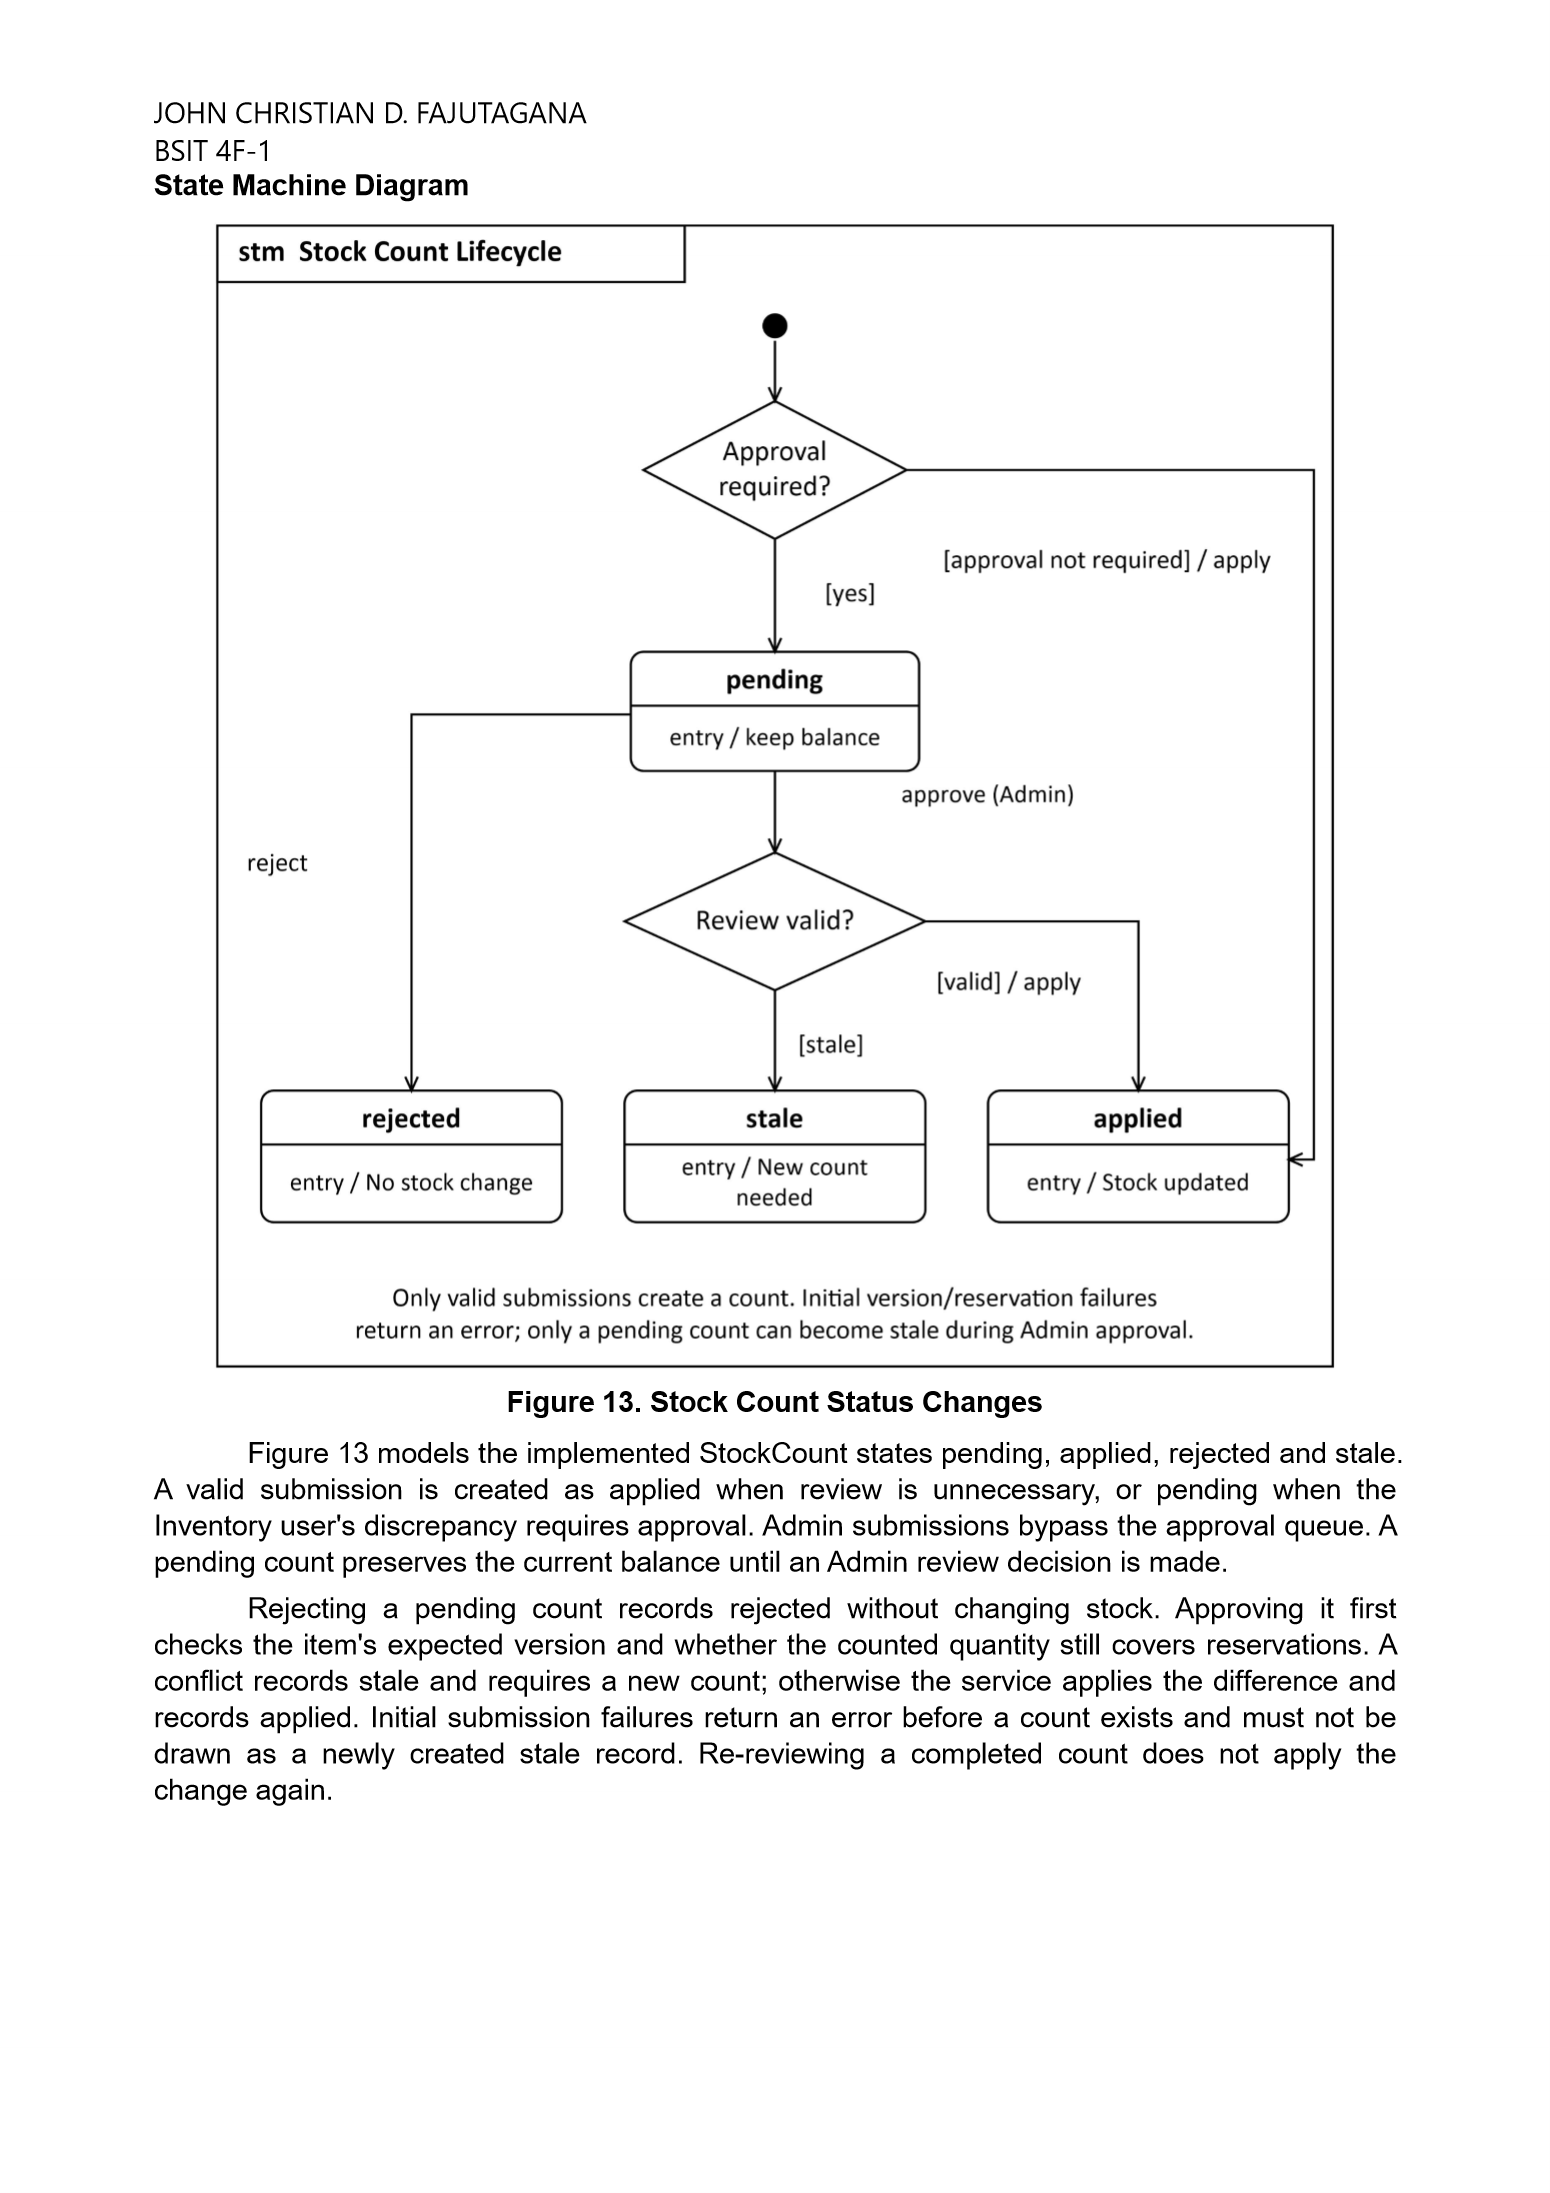 JOHN CHRISTIAN D. FAJUTAGANA
BSIT 4F-1
State Machine Diagram
stm Stock Count Lifecycle
Approval
required?
[approval not required] / apply
[yes]
pending
entry / keep balance
approve (Admin)
reject
Review valid?
[valid] / apply
[stale]
rejected
entry / No stock change
stale
entry / New count
needed
applied
entry / Stock updated
Only valid submissions create a count. Initial version/reservation failures
return an error; only a pending count can become stale during Admin approval.
Figure 13. Stock Count Status Changes
Figure 13 models the implemented StockCount states pending, applied, rejected and stale.
A valid submission is created as applied when review is unnecessary, or pending when the
Inventory user's discrepancy requires approval. Admin submissions bypass the approval queue. A
pending count preserves the current balance until an Admin review decision is made.
Rejecting a pending count records rejected without changing stock. Approving it first
checks the item's expected version and whether the counted quantity still covers reservations. A
conflict records stale and requires a new count; otherwise the service applies the difference and
records applied. Initial submission failures return an error before a count exists and must not be
drawn as a newly created stale record. Re-reviewing a completed count does not apply the
change again.